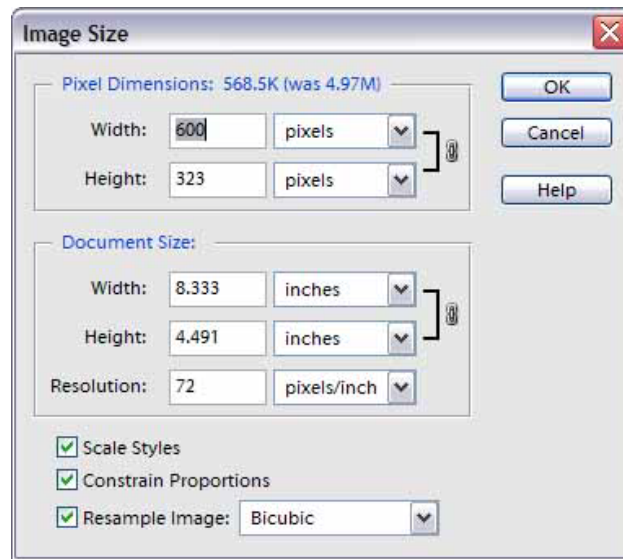 Image Size
Pixel Dimensions: 568.5K (was 4.97M)
Width: 600 pixels
Height: 323 pixels
OK
Cancel
Help
Document Size:
Width: 8.333 inches
Height: 4.491 inches
Resolution: 72 pixels/inch
Scale Styles
Constrain Proportions
Resample Image: Bicubic